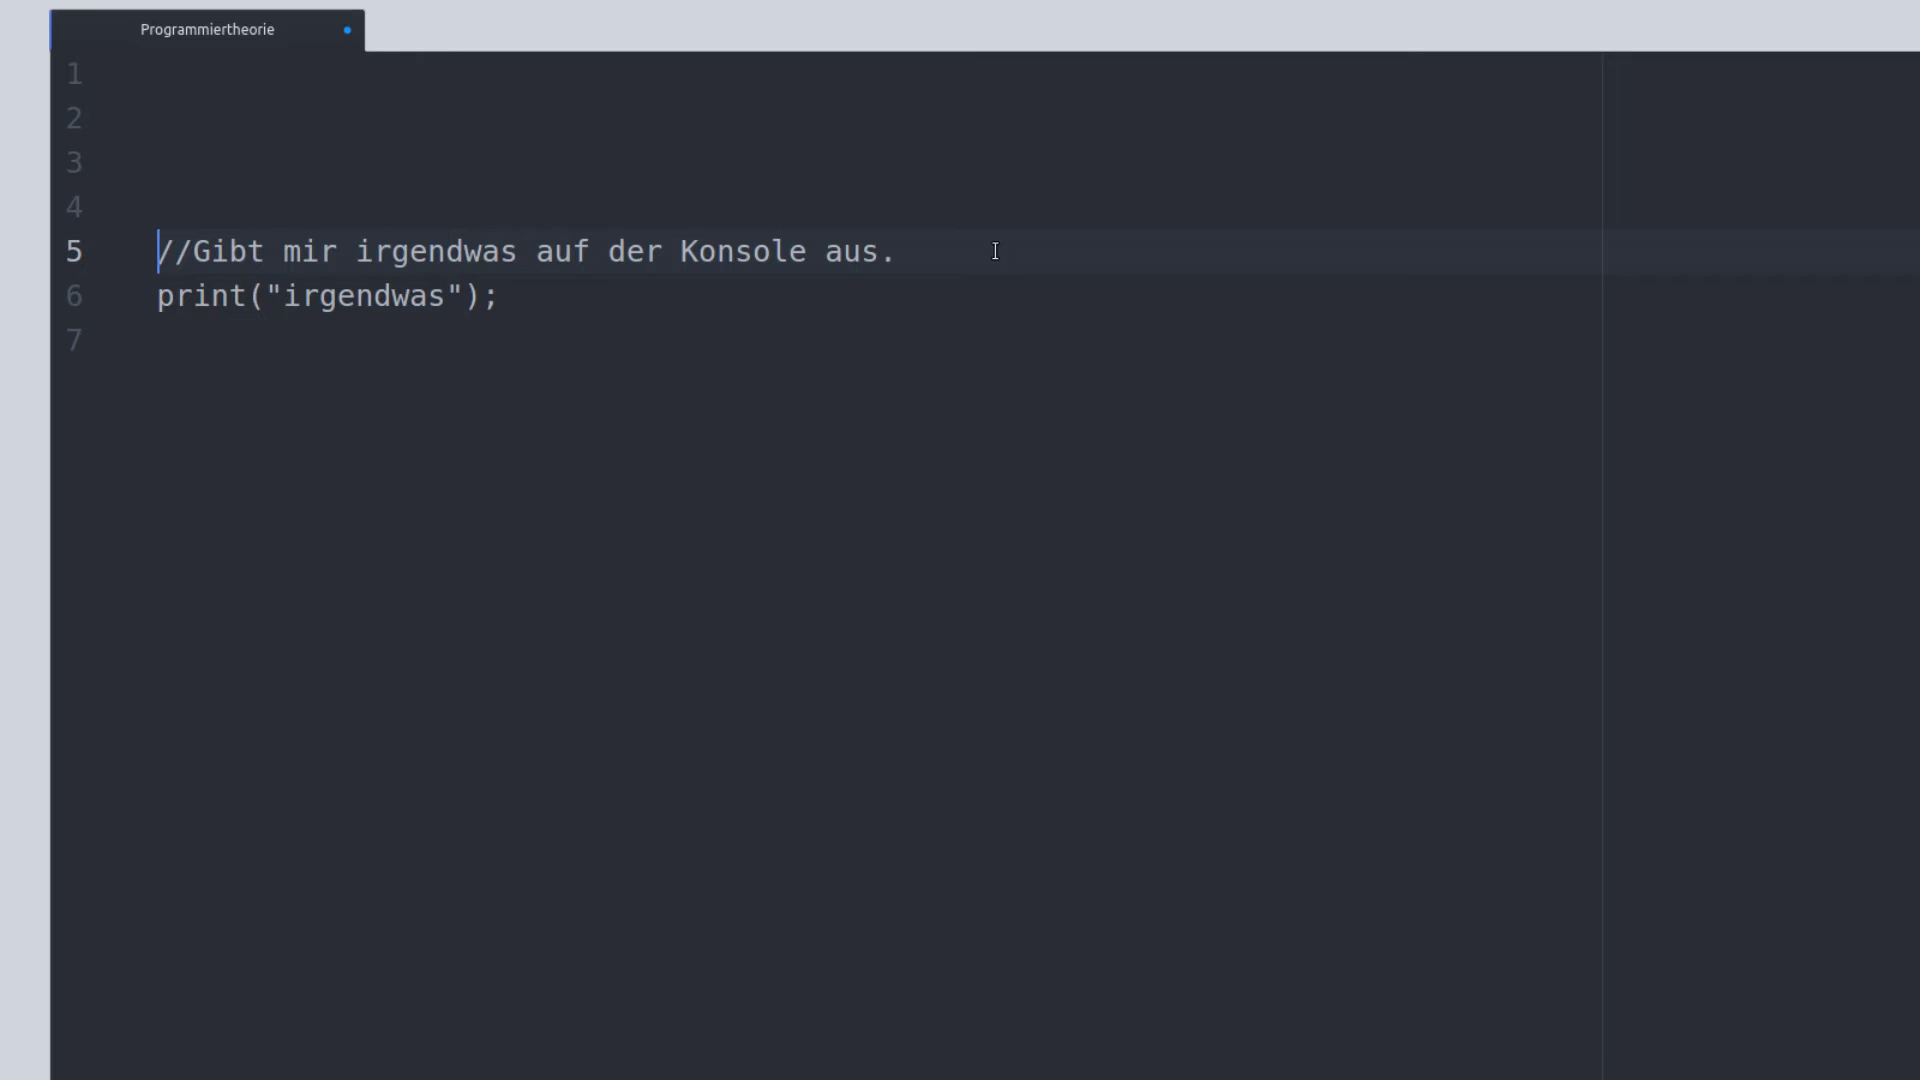 Programmiertheorie
1
2
3
4
5 //Gibt mir irgendwas auf der Konsole aus.
6 print("irgendwas");
7